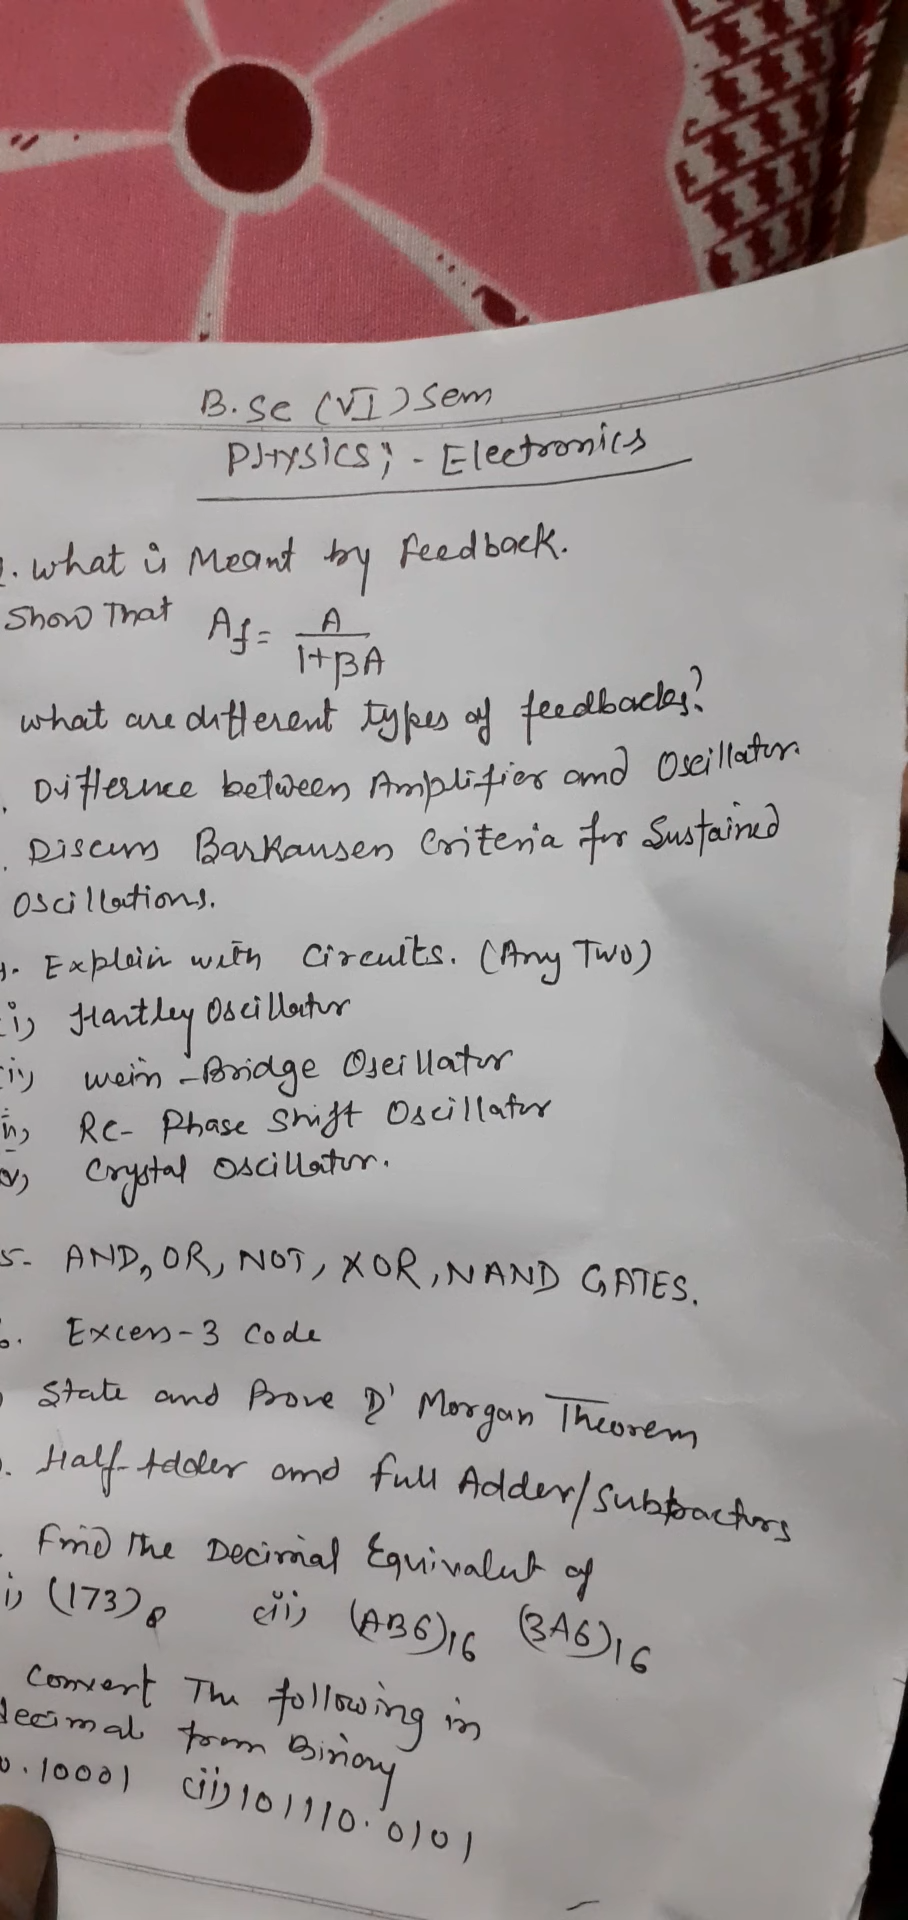 B.Sc (VI) Sem
PHYSICS; - Electronics
. what is Meant by Feedback.
Show That Af = A / 1+βA
what are different types of feedbacks?
. Differnce between Amplifier and Oscillator.
. Discuss Barkausen Criteria for Sustained
Oscillations.
. Explain with Circuits. (Any Two)
i) Hartley Oscillator
ii) wein-Bridge Oscillator
iii) RC- Phase Shift Oscillator
v) Crystal Oscillator.
5- AND, OR, NOT, XOR, NAND GATES.
6. Excess-3 Code
State and Prove D' Morgan Theorem
. Half-Adder and full Adder/Subtractors
Find The Decimal Equivalent of
i) (173)8 (ii) (AB6)16 (3A6)16
Convert The following in
decimal from Binary
0.10001 (ii) 101110.0101